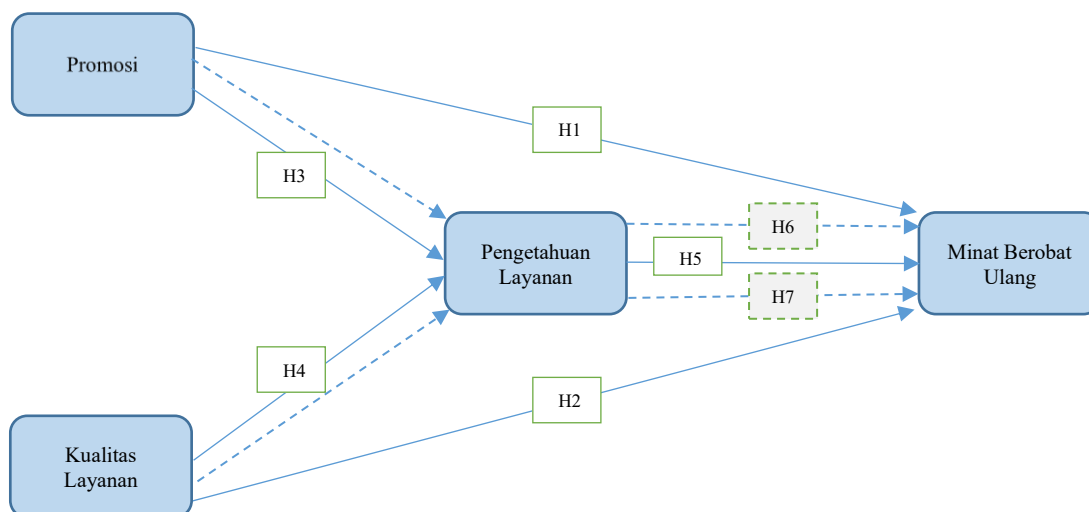 Promosi
H1
H3
H6
Pengetahuan
Layanan
H5
Minat Berobat
Ulang
H7
H4
H2
Kualitas
Layanan